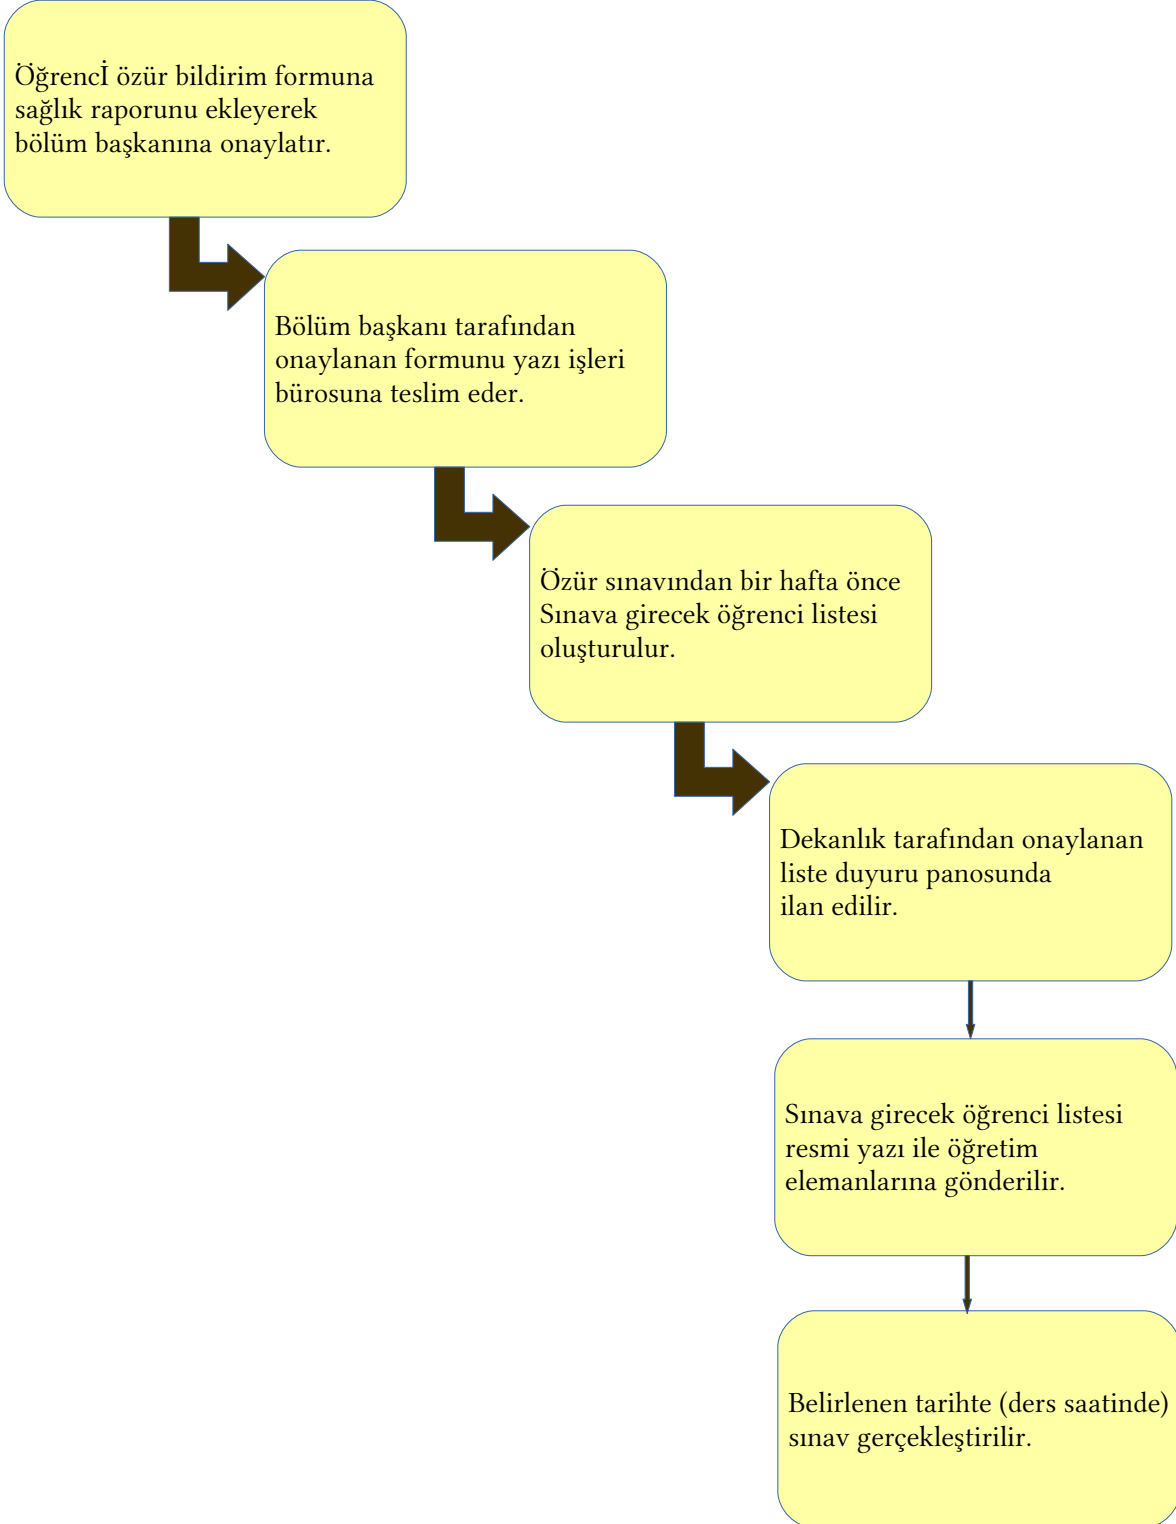 Öğrencİ özür bildirim formuna
sağlık raporunu ekleyerek
bölüm başkanına onaylatır.
Bölüm başkanı tarafından
onaylanan formunu yazı işleri
bürosuna teslim eder.
Özür sınavından bir hafta önce
Sınava girecek öğrenci listesi
oluşturulur.
Dekanlık tarafından onaylanan
liste duyuru panosunda
ilan edilir.
Sınava girecek öğrenci listesi
resmi yazı ile öğretim
elemanlarına gönderilir.
Belirlenen tarihte (ders saatinde)
sınav gerçekleştirilir.